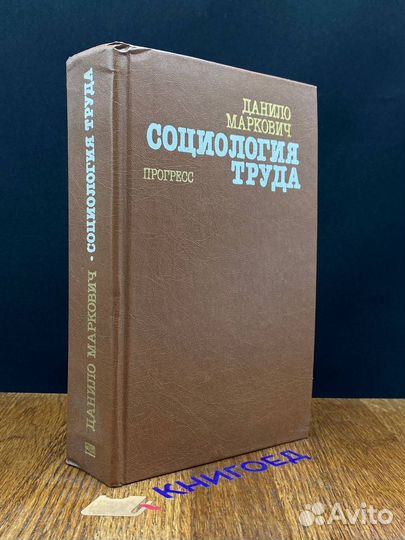 ДАНИЛО
МАРКОВИЧ
СОЦИОЛОГИЯ
ТРУДА
ПРОГРЕСС
ДАНИЛО МАРКОВИЧ • СОЦИОЛОГИЯ ТРУДА
КНИГОЕД
Avito